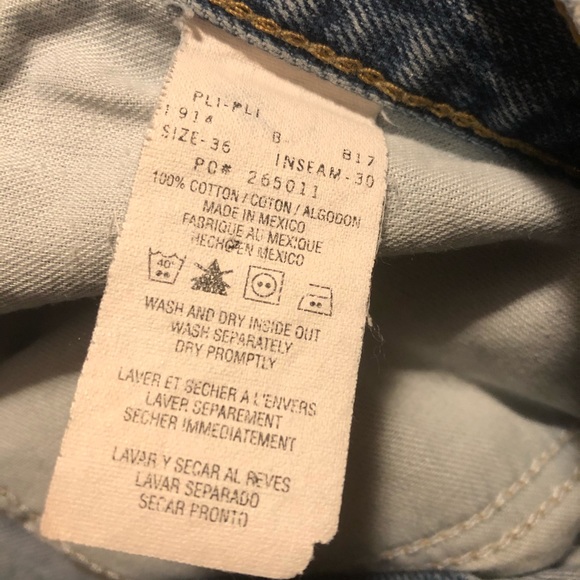 PLI-PLI
1914 B- B17
SIZE-36 INSEAM-30
PC# 265011
100% COTTON / COTON / ALGODON
MADE IN MEXICO
FABRIQUE AU MEXIQUE
HECHO EN MEXICO
40°
WASH AND DRY INSIDE OUT
WASH SEPARATELY
DRY PROMPTLY
LAVER ET SECHER A L'ENVERS
LAVER SEPAREMENT
SECHER IMMEDIATEMENT
LAVAR Y SECAR AL REVES
LAVAR SEPARADO
SECAR PRONTO